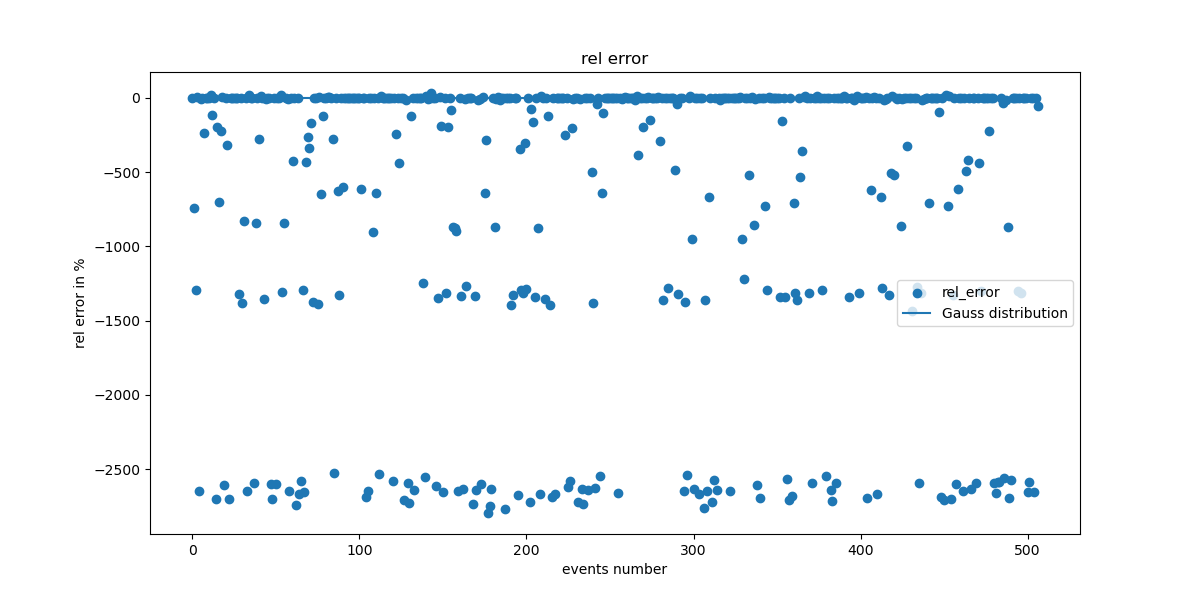 rel error
rel error in %
0
−500
−1000
−1500
−2000
−2500
rel_error
Gauss distribution
0 100 200 300 400 500
events number